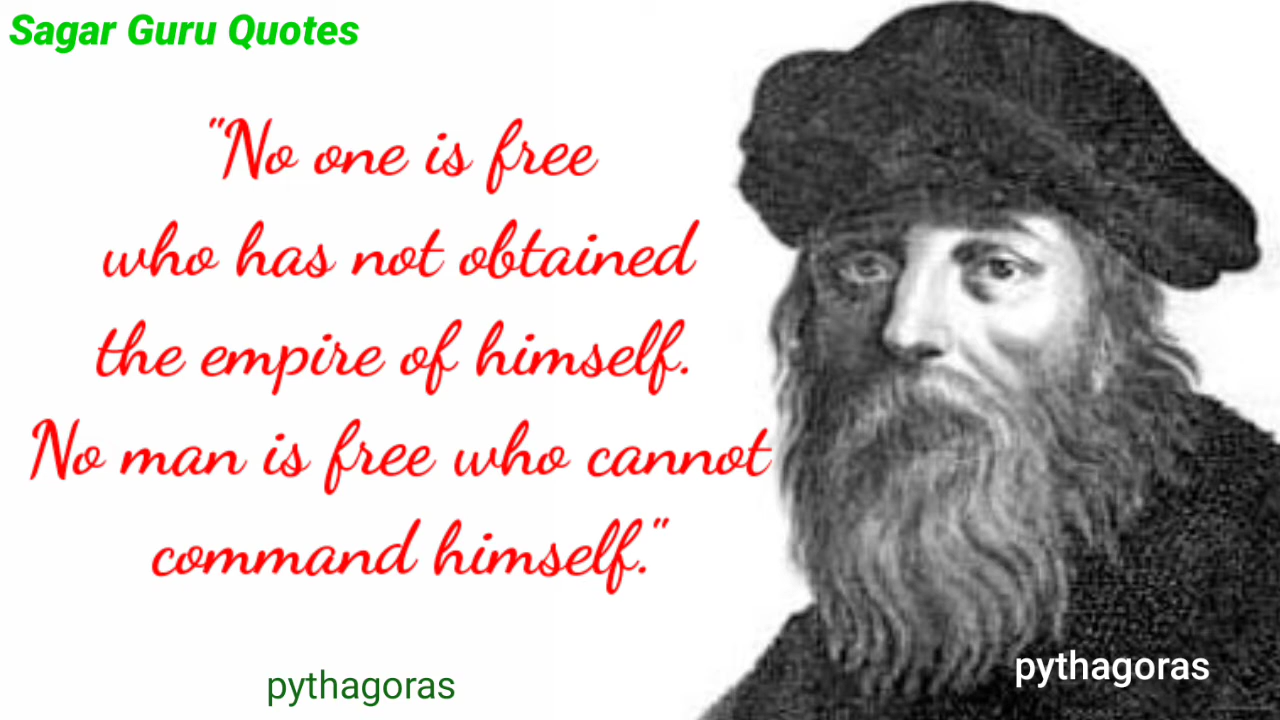 Sagar Guru Quotes
"No one is free
who has not obtained
the empire of himself.
No man is free who cannot
command himself."
pythagoras
pythagoras